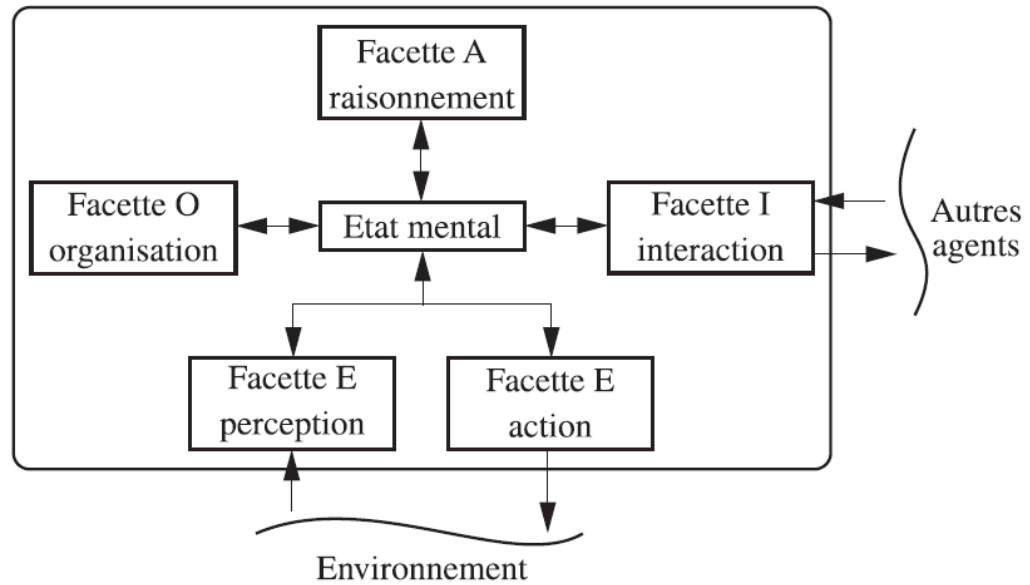 Facette A
raisonnement
Facette O
organisation
Etat mental
Facette I
interaction
Autres
agents
Facette E
perception
Facette E
action
Environnement